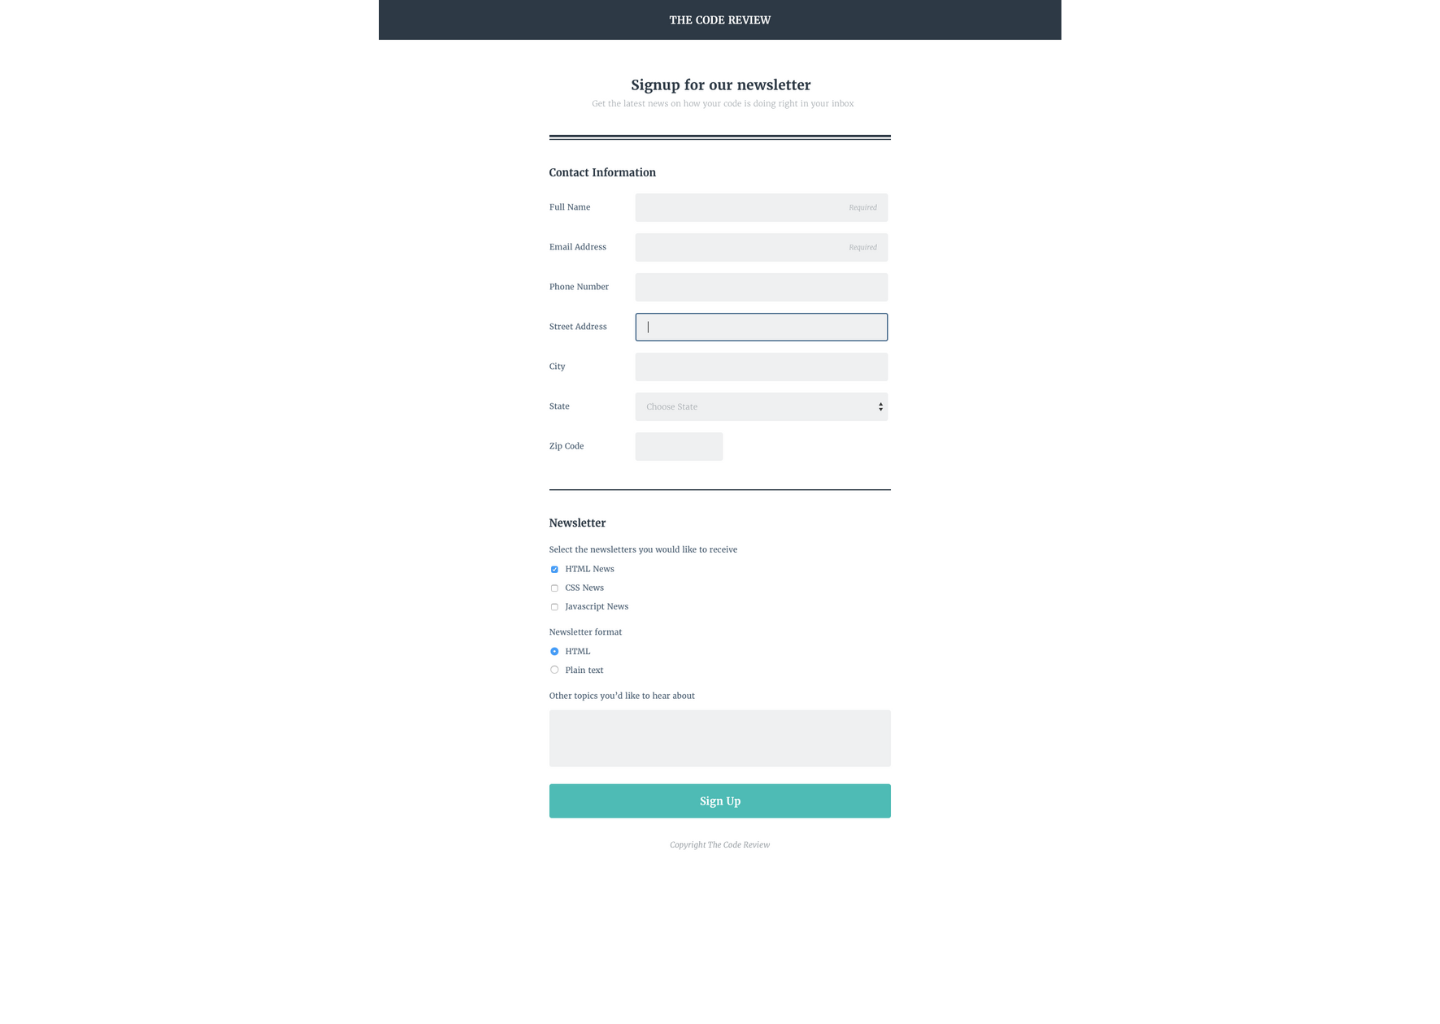 THE CODE REVIEW
Signup for our newsletter
Get the latest news on how your code is doing right in your inbox
Contact Information
Full Name Required
Email Address Required
Phone Number
Street Address
City
State Choose State
Zip Code
Newsletter
Select the newsletters you would like to receive
HTML News
CSS News
Javascript News
Newsletter format
HTML
Plain text
Other topics you'd like to hear about
Sign Up
Copyright The Code Review